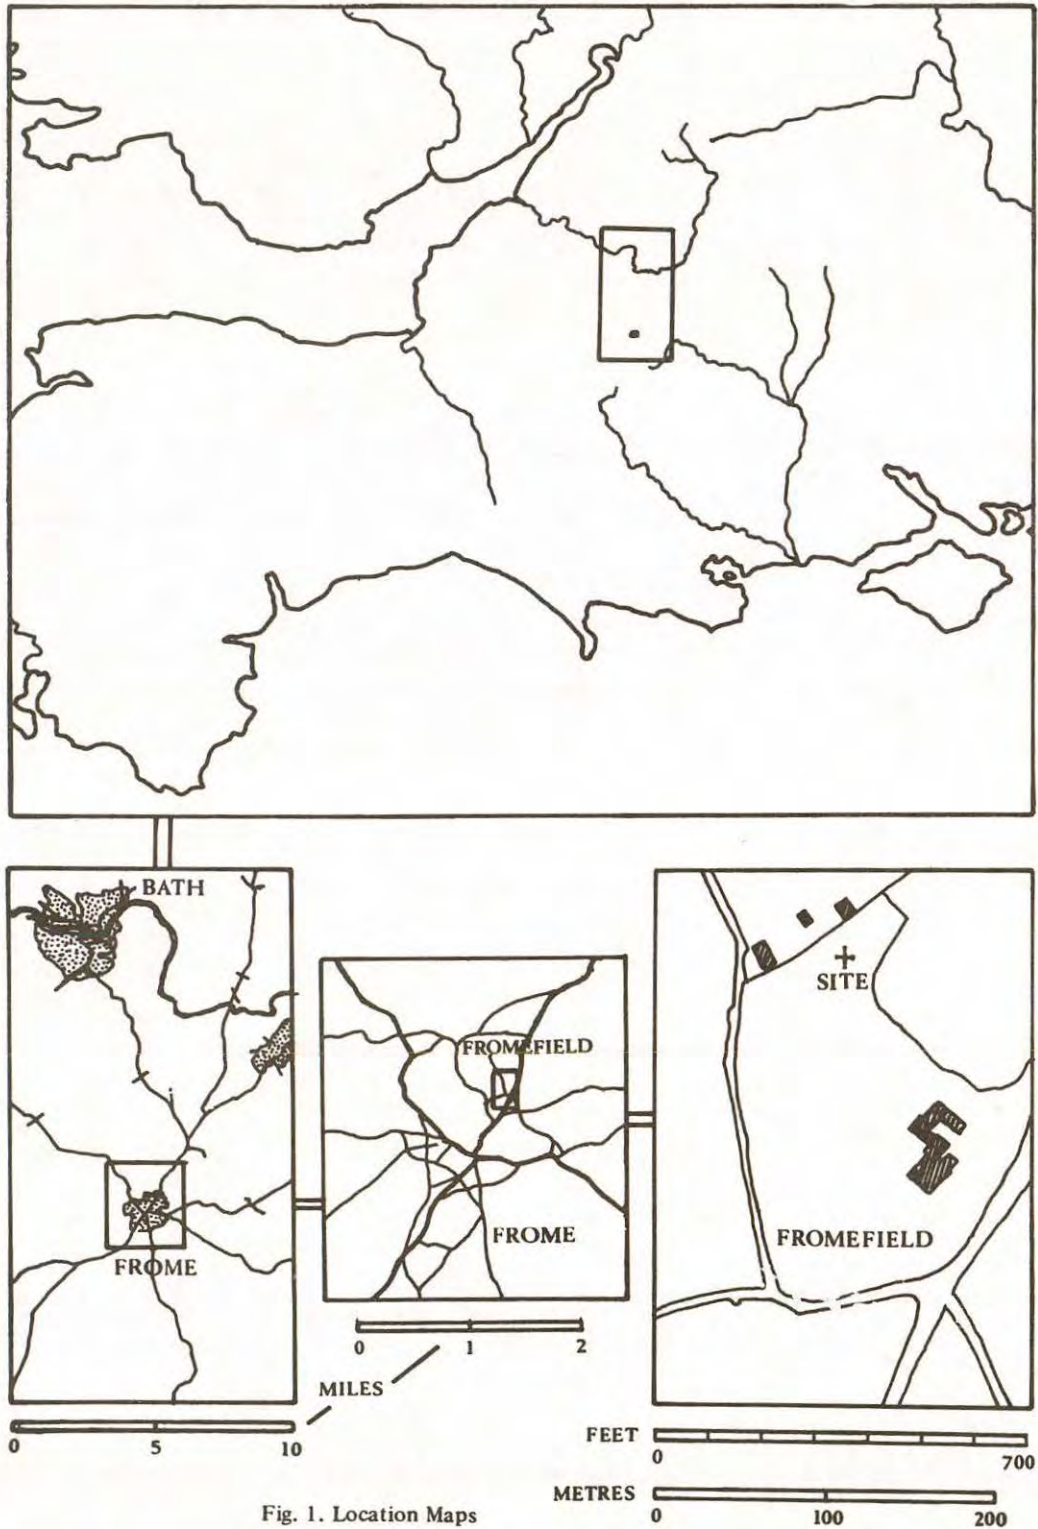 BATH
FROME
0 5 10
FROMEFIELD
FROME
0 1 2
MILES
SITE
FROMEFIELD
FEET 0 700
METRES 0 100 200
Fig. 1. Location Maps